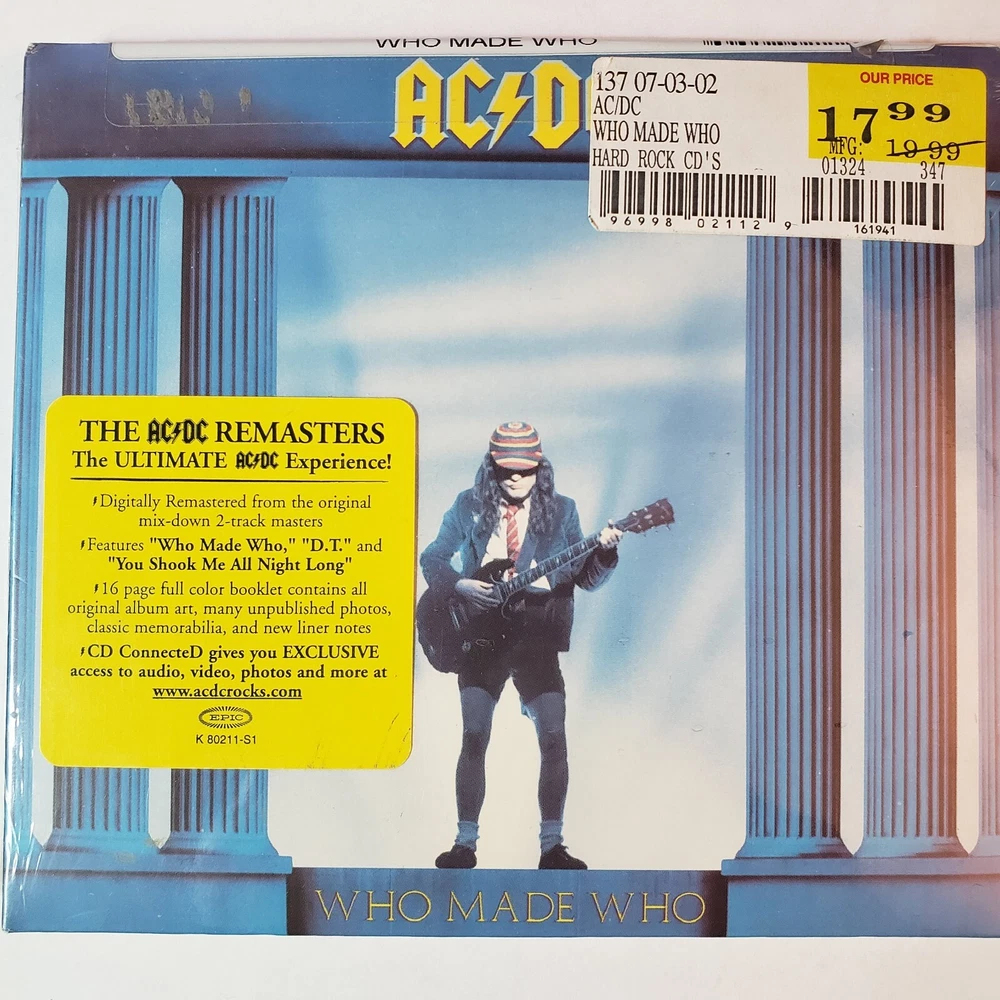 WHO MADE WHO
AC⚡D
137 07-03-02
AC/DC
WHO MADE WHO
HARD ROCK CD'S
OUR PRICE
17 99
MFG: 19 99
01324 347
96998 02112 9
161941
THE AC⚡DC REMASTERS
The ULTIMATE AC⚡DC Experience!
Digitally Remastered from the original
mix-down 2-track masters
Features "Who Made Who," "D.T." and
"You Shook Me All Night Long"
16 page full color booklet contains all
original album art, many unpublished photos,
classic memorabilia, and new liner notes
CD ConnecteD gives you EXCLUSIVE
access to audio, video, photos and more at
www.acdcrocks.com
EPIC
K 80211-S1
WHO MADE WHO